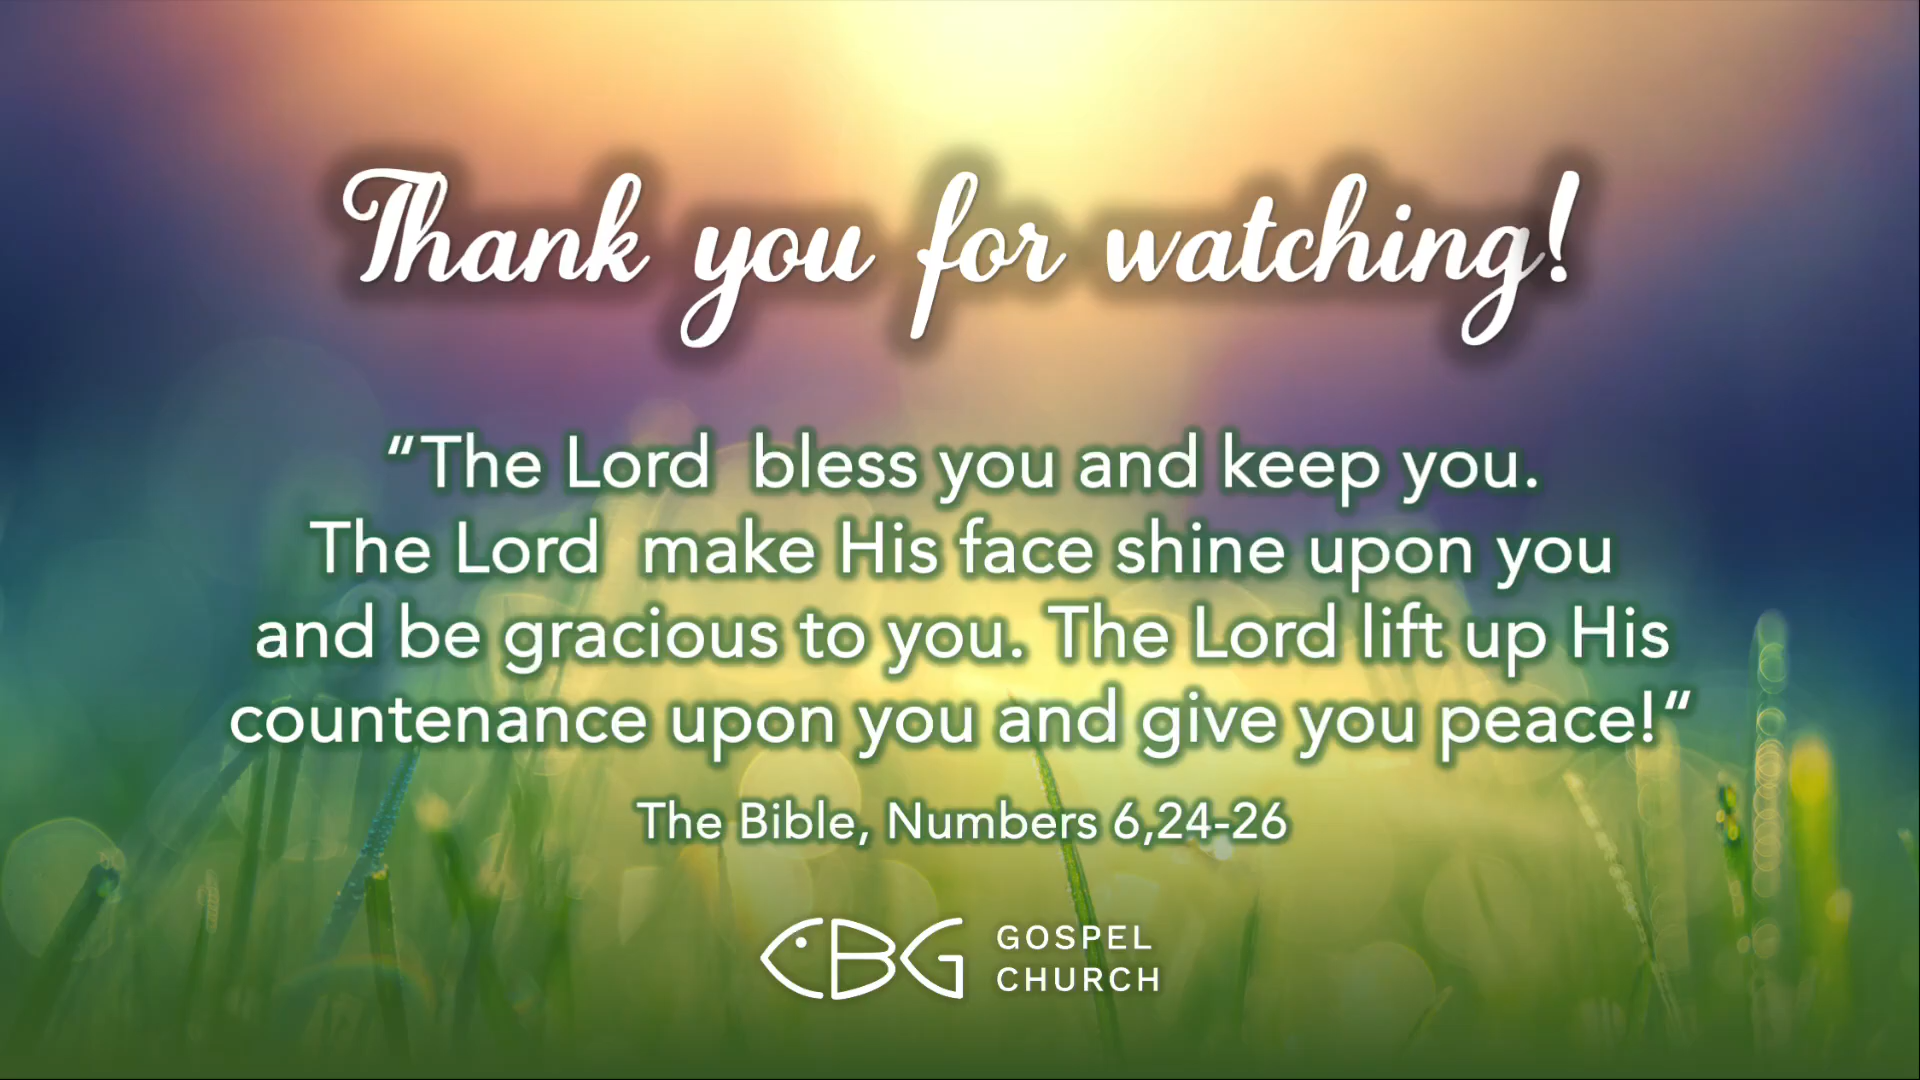 Thank you for watching!
“The Lord  bless you and keep you.
The Lord  make His face shine upon you
and be gracious to you. The Lord lift up His
countenance upon you and give you peace!“
The Bible, Numbers 6,24-26
CBG GOSPEL
CHURCH